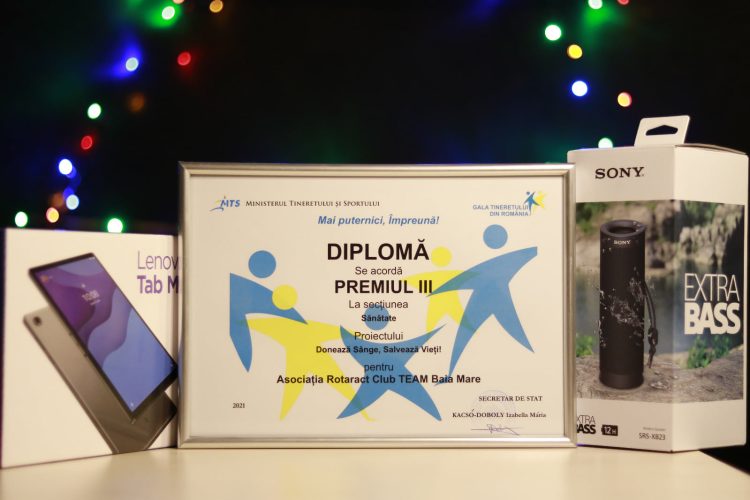 MTS MINISTERUL TINERETULUI ȘI SPORTULUI
Mai puternici, Împreună!
GALA TINERETULUI
DIN ROMÂNIA
DIPLOMĂ
Se acordă
PREMIUL III
La secțiunea
Sănătate
Proiectului
Donează Sânge, Salvează Vieți!
pentru
Asociația Rotaract Club TEAM Baia Mare
2021
SECRETAR DE STAT
KACSÓ-DOBOLY Izabella Mária
Lenov
Tab M
SONY
SONY
EXTRA
BASS
EXTRA
BASS
12H
SRS-XB23